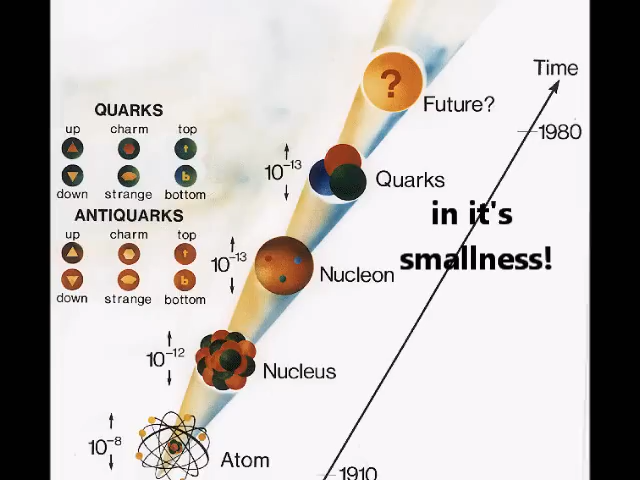 Time
?
Future?
1980
QUARKS
up charm top
t
b
down strange bottom
10⁻¹³
Quarks
in it's
smallness!
ANTIQUARKS
up charm top
t
b
down strange bottom
10⁻¹³
Nucleon
10⁻¹²
Nucleus
10⁻⁸
Atom
1910